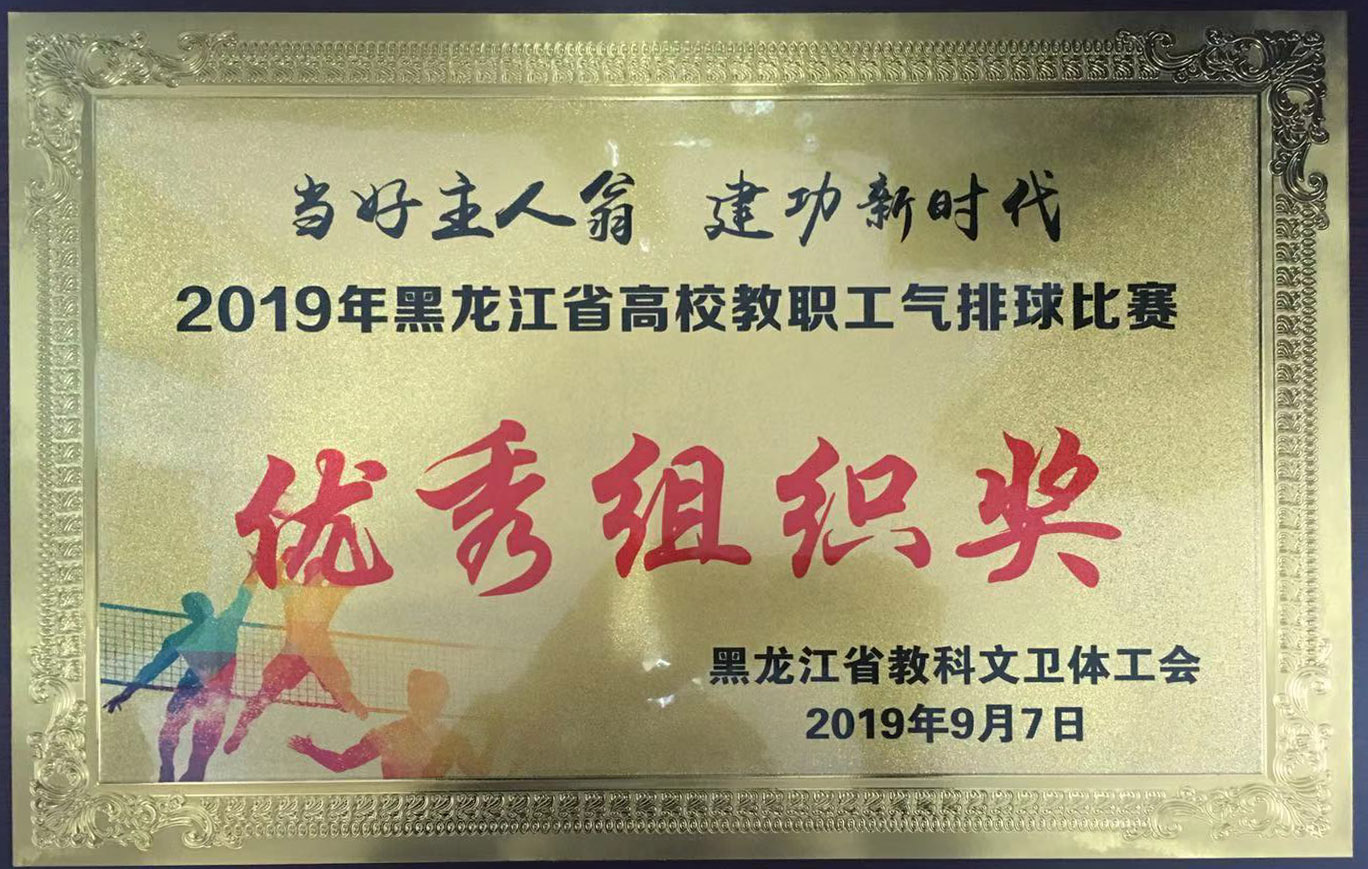 当好主人翁 建功新时代
2019年黑龙江省高校教职工气排球比赛
优秀组织奖
黑龙江省教科文卫体工会
2019年9月7日